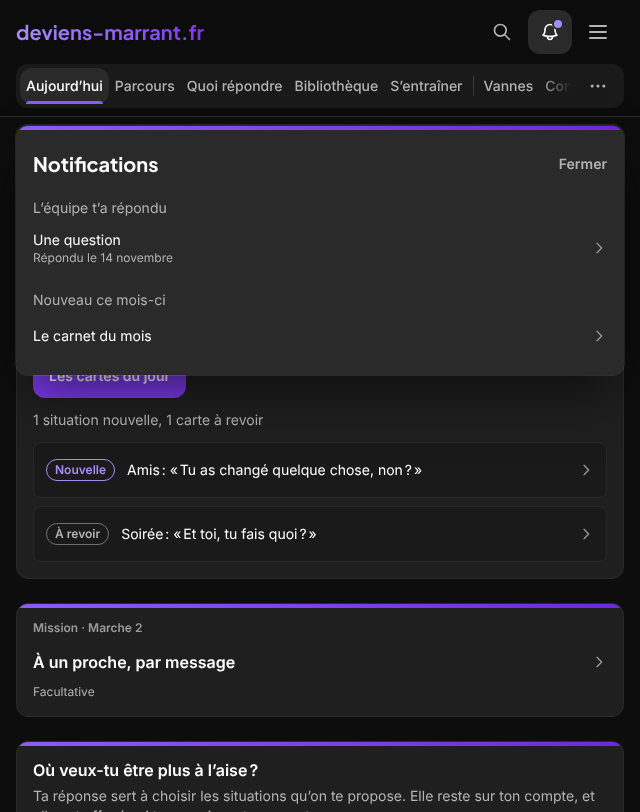 deviens-marrant.fr
Aujourd’hui Parcours Quoi répondre Bibliothèque S’entraîner Vannes
Notifications Fermer
L’équipe t’a répondu
Une question
Répondu le 14 novembre
Nouveau ce mois-ci
Le carnet du mois
Les cartes du jour
1 situation nouvelle, 1 carte à revoir
Nouvelle Amis : « Tu as changé quelque chose, non ? »
À revoir Soirée : « Et toi, tu fais quoi ? »
Mission · Marche 2
À un proche, par message
Facultative
Où veux-tu être plus à l’aise ?
Ta réponse sert à choisir les situations qu’on te propose. Elle reste sur ton compte, et